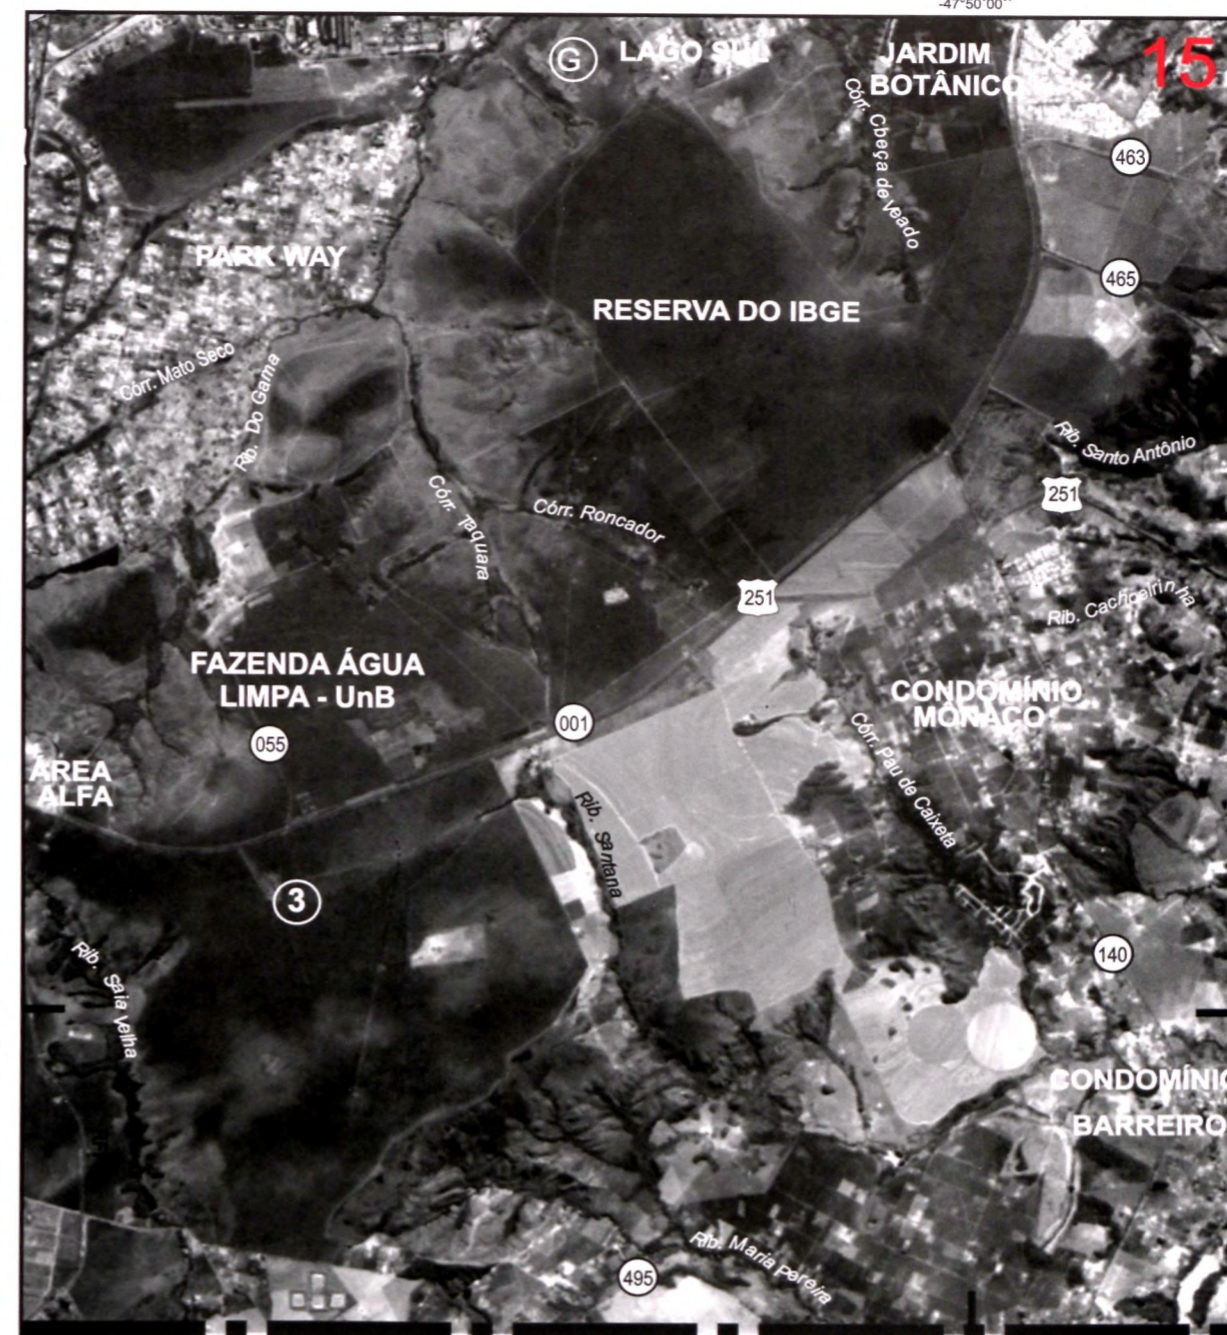 -47°50'00"
15
G
LAGO SUL
JARDIM
BOTÂNICO
Córr. Cbeça de Veado
463
PARK WAY
465
RESERVA DO IBGE
Córr. Mato Seco
Rib. Do Gama
Rib. Santo Antônio
251
Córr. Taquara
Córr. Roncador
251
Rib. Cachoeirinha
FAZENDA ÁGUA
LIMPA - UnB
CONDOMÍNIO
MÔNACO
001
055
Córr. Pau de Caixeta
ÁREA
ALFA
Rib. Santana
3
Rib. Saia Velha
140
CONDOMÍNIO
BARREIRO
Rib. Maria Pereira
495